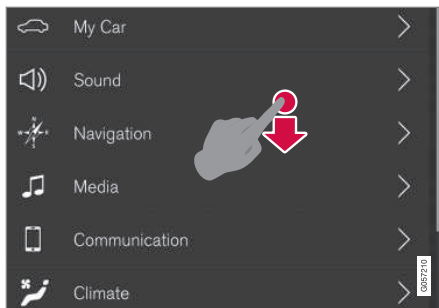 My Car
Sound
N
W
S
Navigation
Media
Communication
Climate
G057210